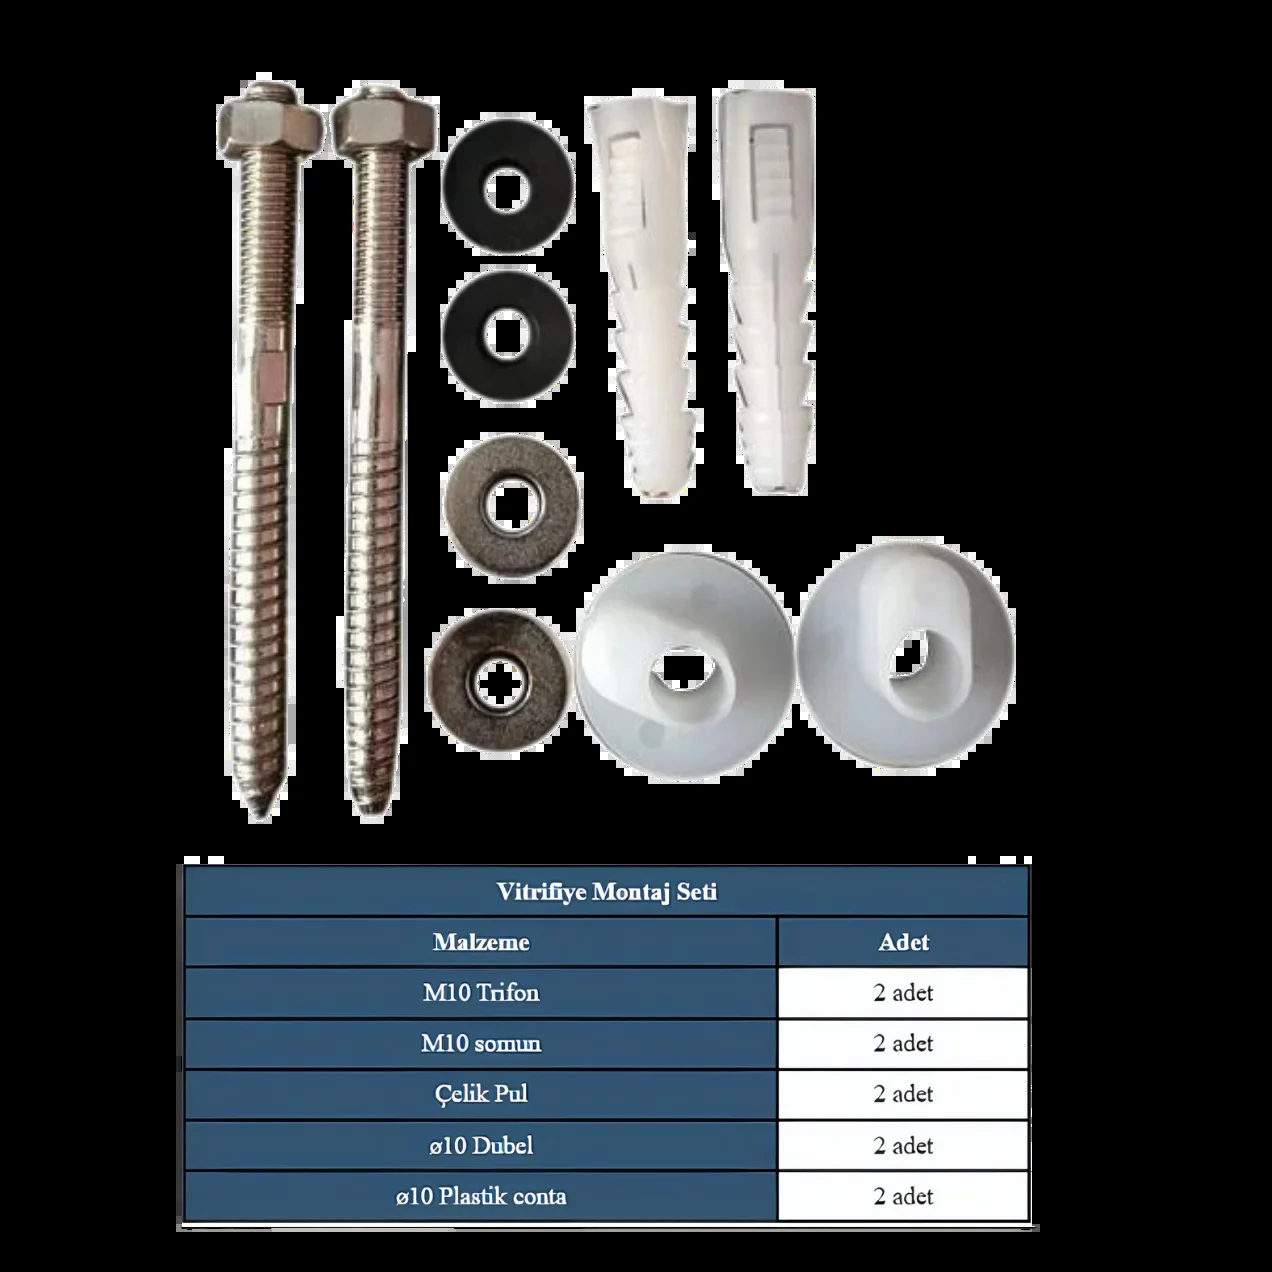 Vitrifiye Montaj Seti
Malzeme Adet
M10 Trifon 2 adet
M10 somun 2 adet
Çelik Pul 2 adet
ø10 Dubel 2 adet
ø10 Plastik conta 2 adet